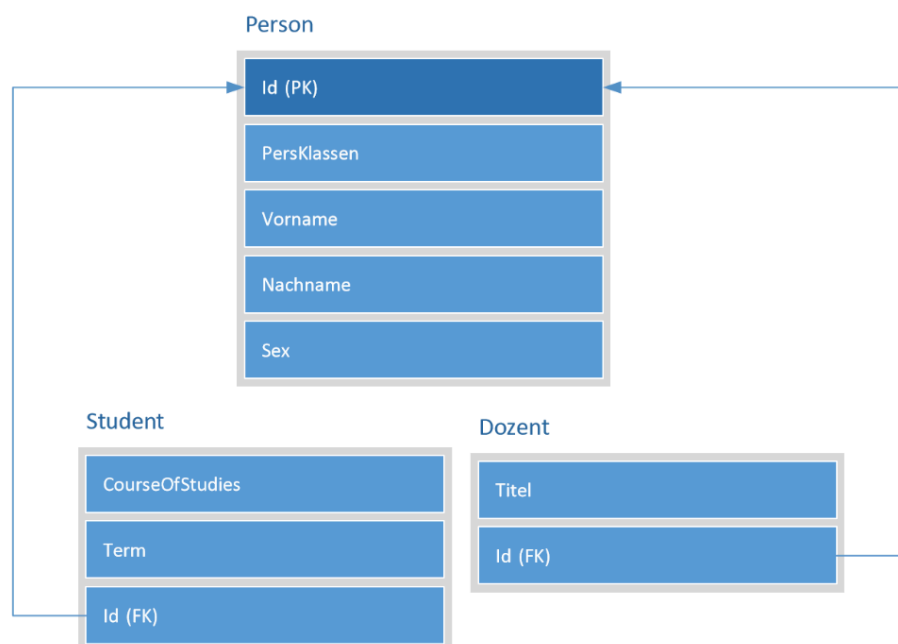 Person
Id (PK)
PersKlassen
Vorname
Nachname
Sex
Student
CourseOfStudies
Term
Id (FK)
Dozent
Titel
Id (FK)